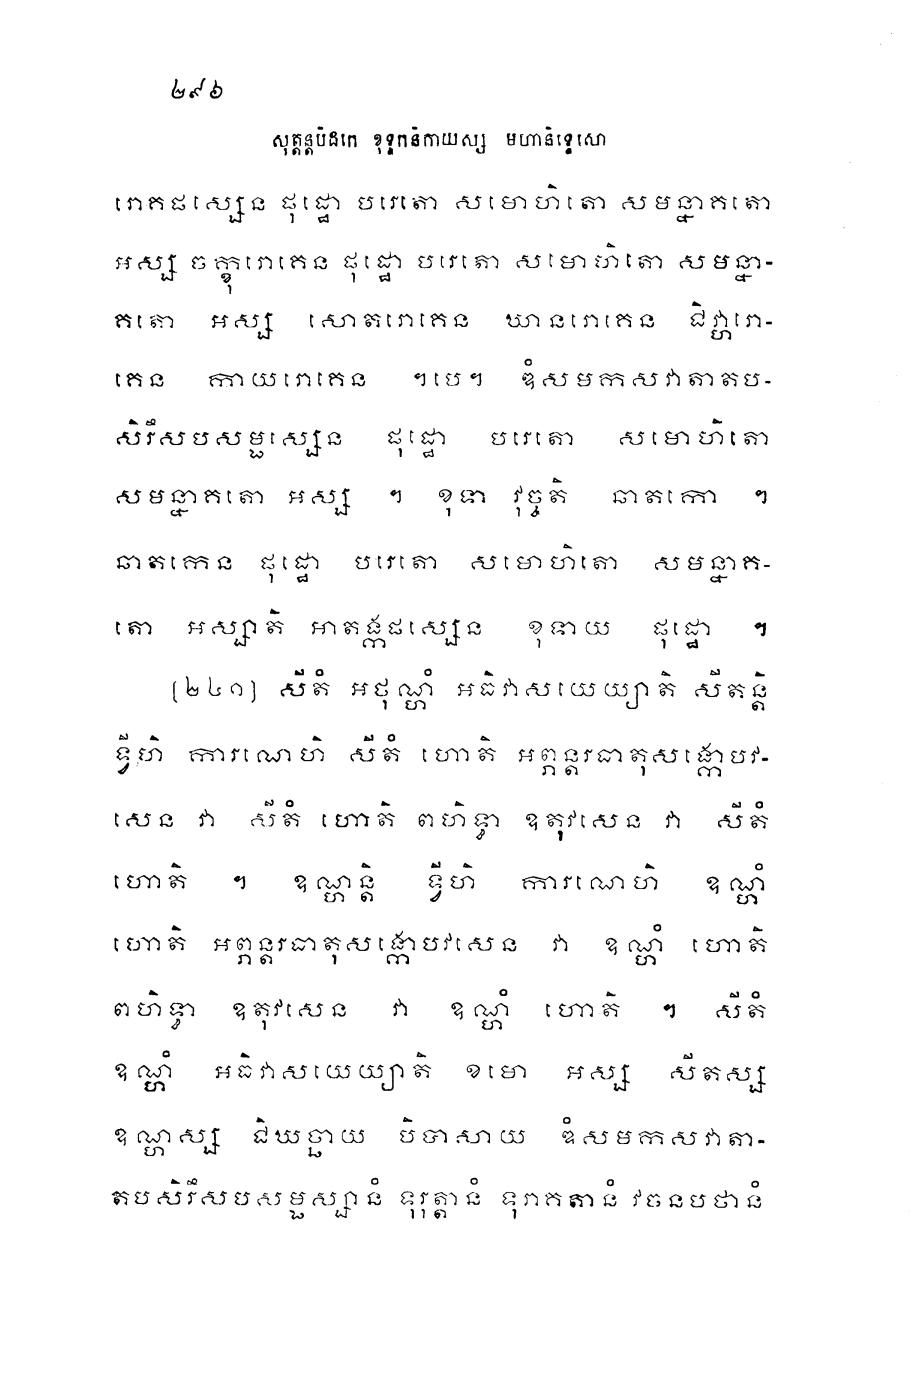 ២៩៦
សុត្តន្តបិដកេ ខុទ្ទកនិកាយស្ស មហានិទ្ទេសោ
រោគផស្សេន ផុដ្ឋោ បរេតោ សមោហិតោ សមន្នាគតោ
អស្ស ចក្ខុរោគេន ផុដ្ឋោ បរេតោ សមោហិតោ សមន្នា-
គតោ អស្ស សោតរោគេន ឃានរោគេន ជិវ្ហារោ-
គេន កាយរោគេន ។បេ។ ឌំសមកសវាតាតប-
សិរឹសបសម្ផស្សេន ផុដ្ឋោ បរេតោ សមោហិតោ
សមន្នាគតោ អស្ស ។ ខុទា វុច្ចតិ ឆាតកោ ។
ឆាតកេន ផុដ្ឋោ បរេតោ សមោហិតោ សមន្នាគ-
តោ អស្សាតិ អាតង្កផស្សេន ខុទាយ ផុដ្ឋោ ។
[២៤១] សីតំ អថុណ្ហំ អធិវាសយេយ្យាតិ សីតន្តិ
ទ្វីហិ ការណេហិ សីតំ ហោតិ អព្ភន្តរធាតុសង្កោបវ-
សេន វា សីតំ ហោតិ ពហិទ្ធា ឧតុវសេន វា សីតំ
ហោតិ ។ ឧណ្ហន្តិ ទ្វីហិ ការណេហិ ឧណ្ហំ
ហោតិ អព្ភន្តរធាតុសង្កោបវសេន វា ឧណ្ហំ ហោតិ
ពហិទ្ធា ឧតុវសេន វា ឧណ្ហំ ហោតិ ។ សីតំ
ឧណ្ហំ អធិវាសយេយ្យាតិ ខមោ អស្ស សីតស្ស
ឧណ្ហស្ស ជិឃច្ឆាយ បិបាសាយ ឌំសមកសវាតា-
តបសិរឹសបសម្ផស្សានំ ទុរុត្តានំ ទុរាគតានំ វចនបថានំ